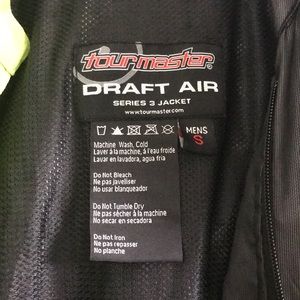 tourmaster
DRAFT AIR
SERIES 3 JACKET
www.tourmaster.com
MENS
S
Machine Wash, Cold
Laver à la machine, à l'eau froide
Lavar en lavadora, agua fria
Do Not Bleach
Ne pas javelliser
No usar blanqueador
Do Not Tumble Dry
Ne pas sécher à la machine
No secar en secadora
Do Not Iron
Ne pas repasser
No planche